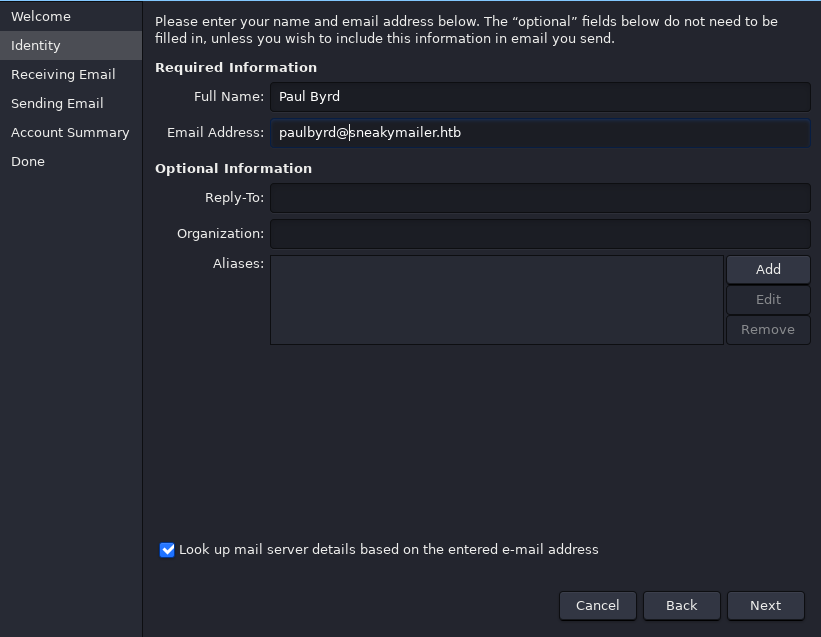 Welcome
Identity
Receiving Email
Sending Email
Account Summary
Done
Please enter your name and email address below. The “optional” fields below do not need to be
filled in, unless you wish to include this information in email you send.
Required Information
Full Name: Paul Byrd
Email Address: paulbyrd@sneakymailer.htb
Optional Information
Reply-To:
Organization:
Aliases:
Add
Edit
Remove
Look up mail server details based on the entered e-mail address
Cancel Back Next